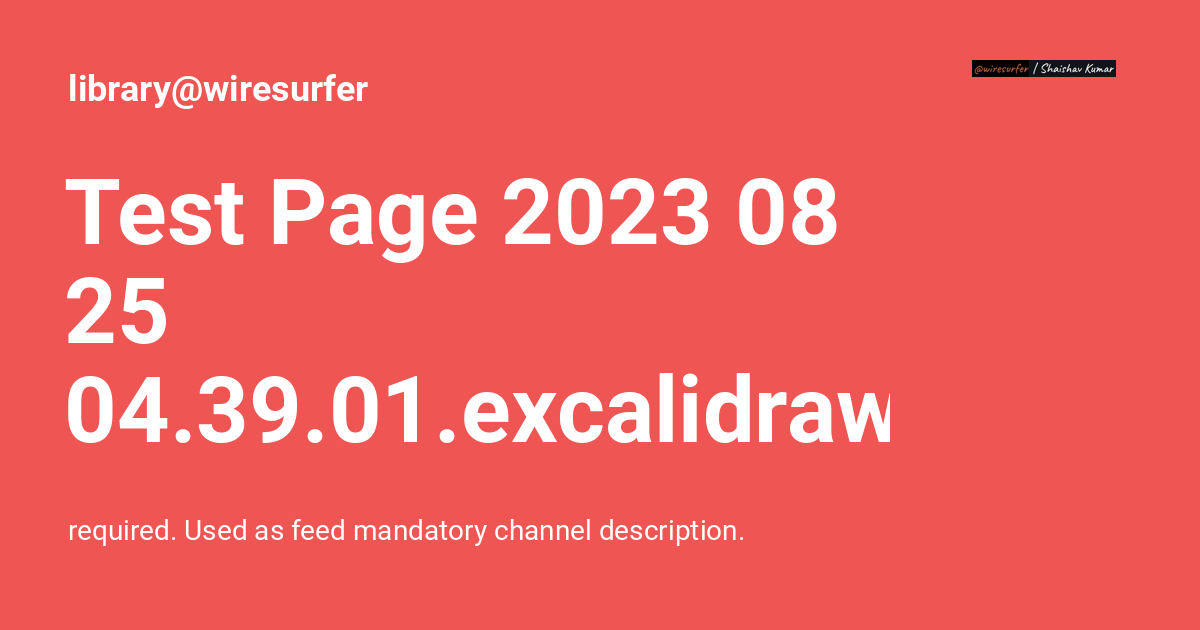 library@wiresurfer
@wiresurfer | Shaishav Kumar
Test Page 2023 08
25
04.39.01.excalidraw
required. Used as feed mandatory channel description.